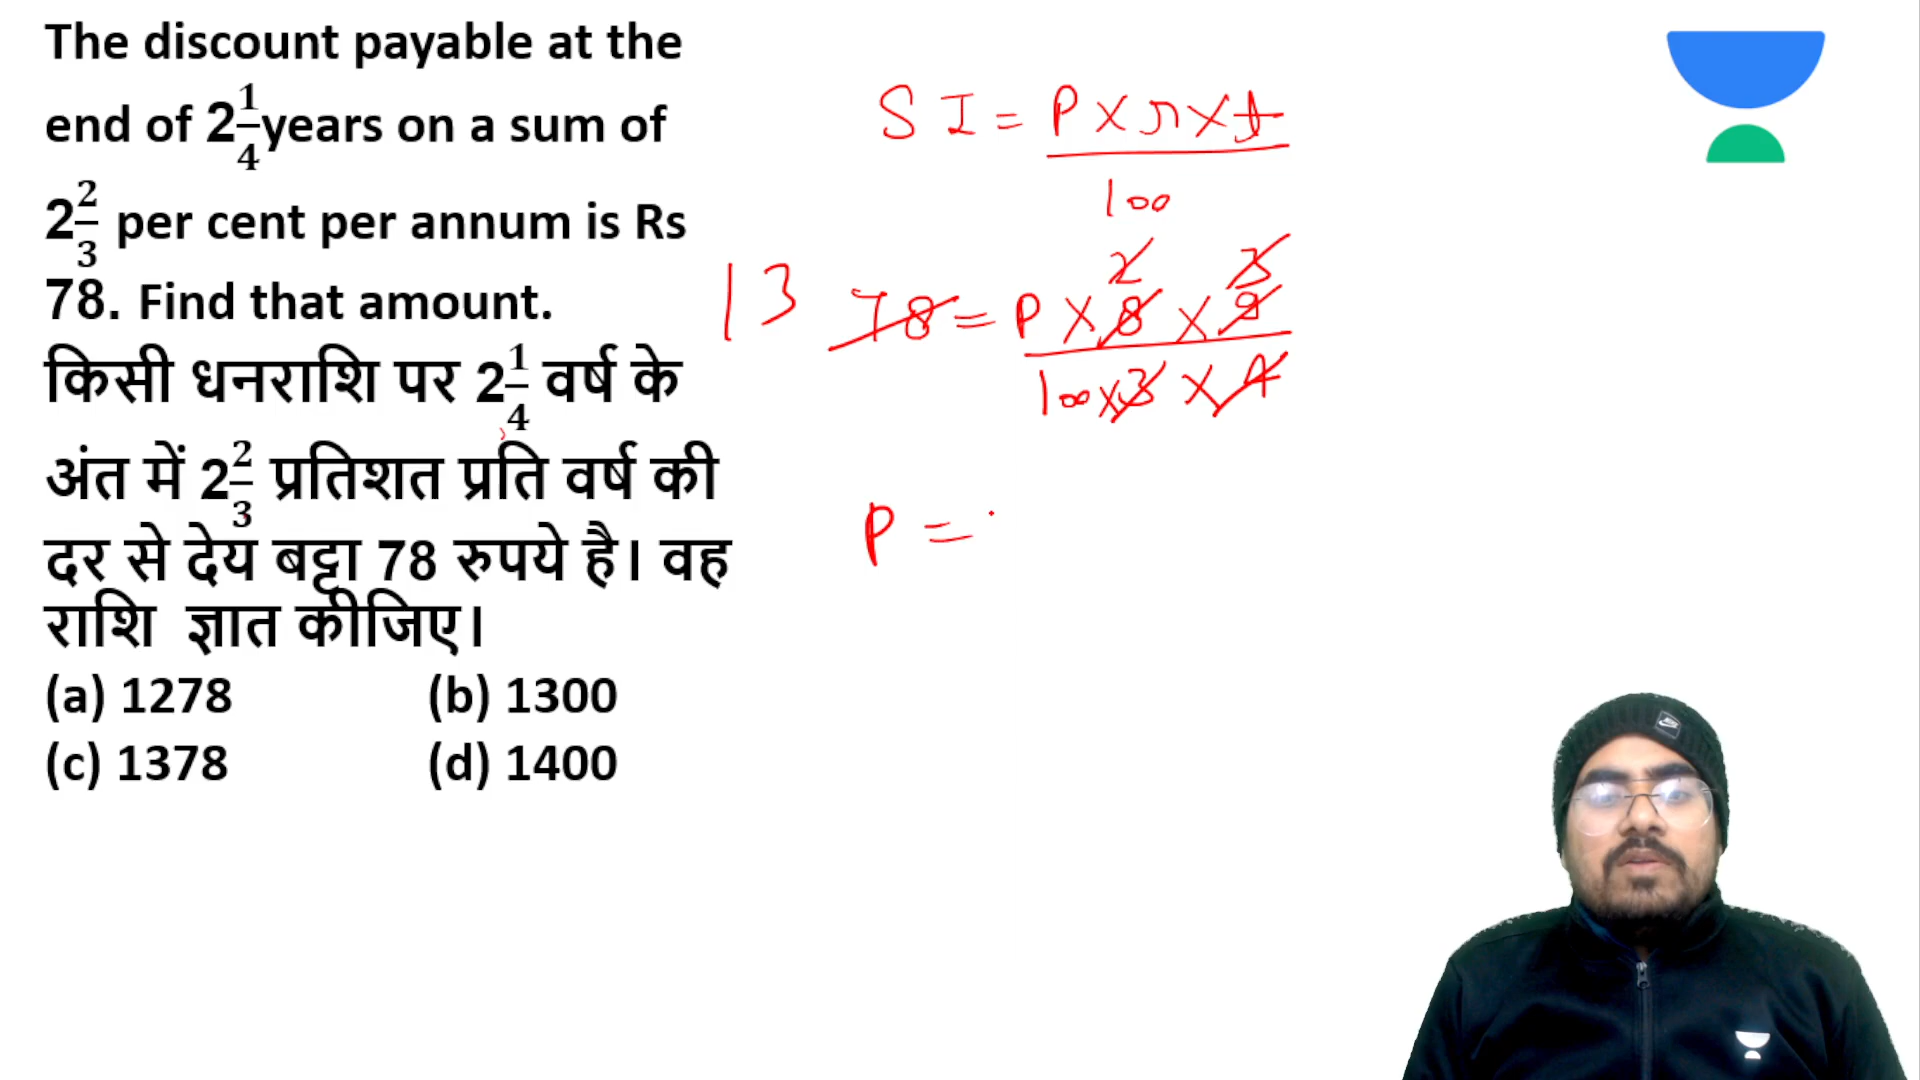 The discount payable at the
end of 2 1/4 years on a sum of
2 2/3 per cent per annum is Rs
78. Find that amount.
किसी धनराशि पर 2 1/4 वर्ष के
अंत में 2 2/3 प्रतिशत प्रति वर्ष की
दर से देय बट्टा 78 रुपये है। वह
राशि ज्ञात कीजिए।
(a) 1278 (b) 1300
(c) 1378 (d) 1400
SI = P x r x t
100
2 3
13 78 = P x 8 x 9
100 x 3 x 4
P =